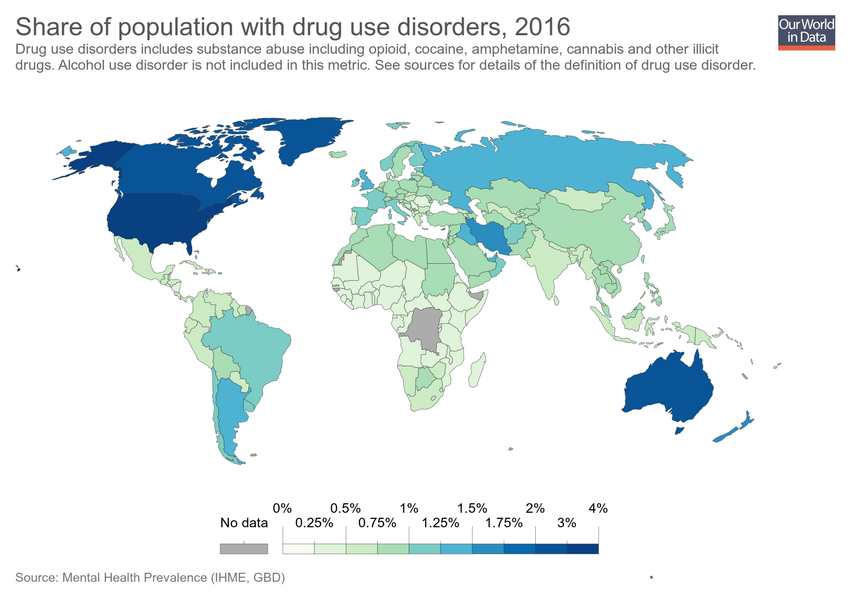 Share of population with drug use disorders, 2016
Our World
in Data
Drug use disorders includes substance abuse including opioid, cocaine, amphetamine, cannabis and other illicit
drugs. Alcohol use disorder is not included in this metric. See sources for details of the definition of drug use disorder.
0% 0.5% 1% 1.5% 2% 4%
No data 0.25% 0.75% 1.25% 1.75% 3%
Source: Mental Health Prevalence (IHME, GBD)